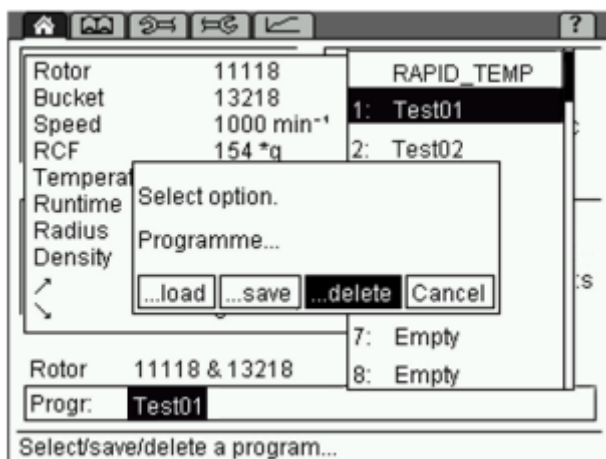 ?
Rotor 11118
Bucket 13218
Speed 1000 min⁻¹
RCF 154 *g
Temperat
Runtime
Radius
Density
RAPID_TEMP
1: Test01
2: Test02
Select option.
Programme...
...load ...save ...delete Cancel
7: Empty
8: Empty
Rotor 11118 & 13218
Progr: Test01
Select/save/delete a program...